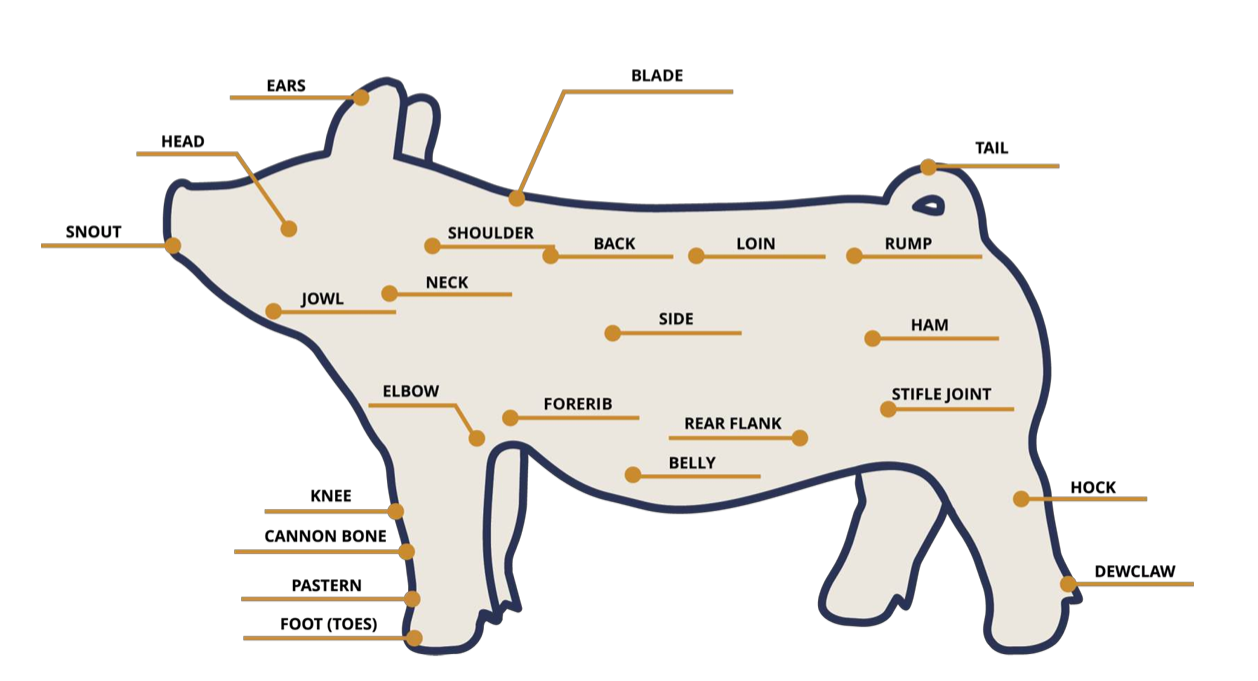 BLADE
EARS
HEAD
TAIL
SNOUT
SHOULDER
BACK
LOIN
RUMP
NECK
JOWL
SIDE
HAM
ELBOW
FORERIB
STIFLE JOINT
REAR FLANK
BELLY
KNEE
HOCK
CANNON BONE
DEWCLAW
PASTERN
FOOT (TOES)